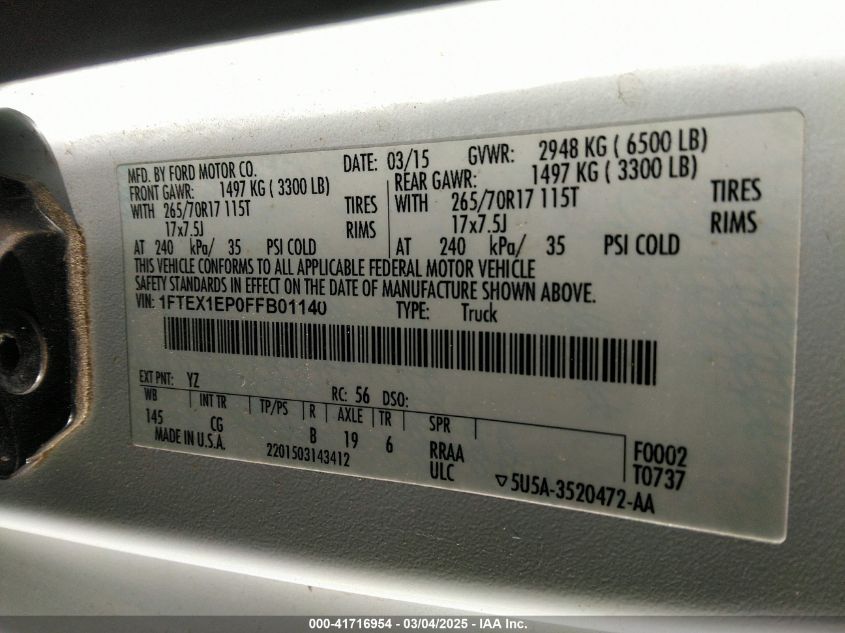 MFD. BY FORD MOTOR CO. DATE: 03/15 GVWR: 2948 KG ( 6500 LB)
FRONT GAWR: 1497 KG ( 3300 LB) REAR GAWR: 1497 KG ( 3300 LB)
WITH 265/70R17 115T TIRES WITH 265/70R17 115T TIRES
17x7.5J RIMS 17x7.5J RIMS
AT 240 kPa/ 35 PSI COLD AT 240 kPa/ 35 PSI COLD
THIS VEHICLE CONFORMS TO ALL APPLICABLE FEDERAL MOTOR VEHICLE
SAFETY STANDARDS IN EFFECT ON THE DATE OF MANUFACTURE SHOWN ABOVE.
VIN: 1FTEX1EP0FFB01140 TYPE: Truck
EXT PNT: YZ RC: 56 DSO:
WB INT TR TP/PS R AXLE TR SPR
145 CG B 19 6 RRAA F0002
MADE IN U.S.A. 2201503143412 ULC ▽5U5A-3520472-AA T0737
000-41716954 - 03/04/2025 - IAA Inc.